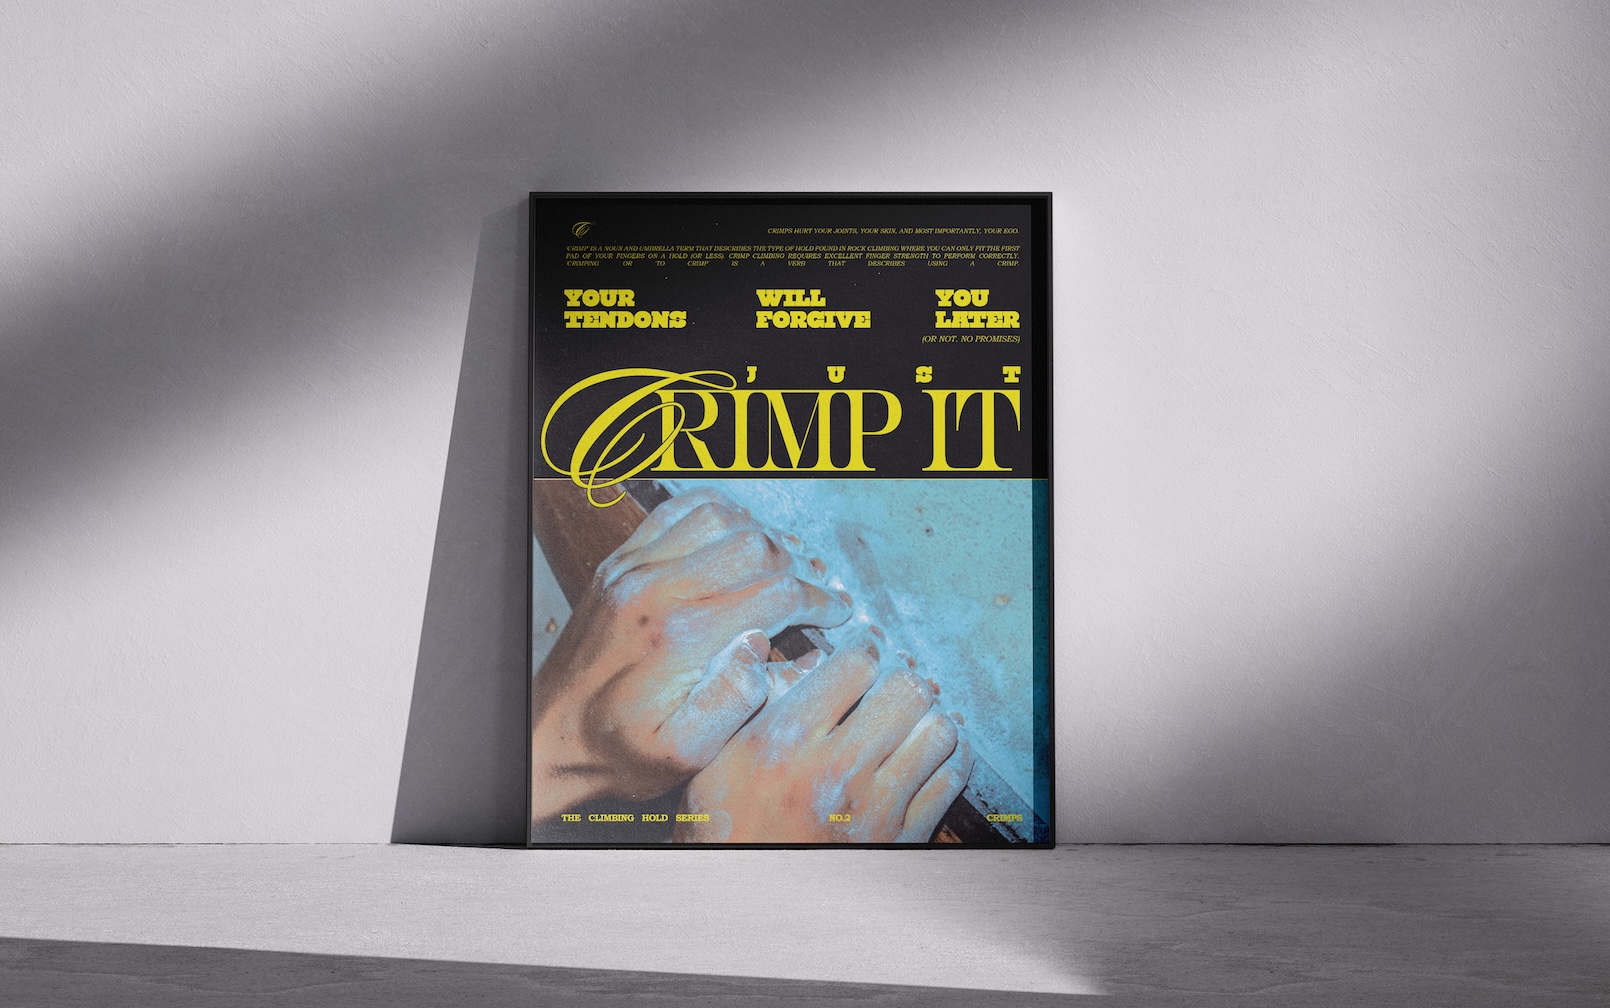 CRIMPS HURT YOUR JOINTS, YOUR SKIN, AND MOST IMPORTANTLY, YOUR EGO.
'CRIMP' IS A NOUN AND UMBRELLA TERM THAT DESCRIBES THE TYPE OF HOLD FOUND IN ROCK CLIMBING WHERE YOU CAN ONLY FIT THE FIRST
PAD OF YOUR FINGERS ON A HOLD (OR LESS). CRIMP CLIMBING REQUIRES EXCELLENT FINGER STRENGTH TO PERFORM CORRECTLY.
'CRIMPING' OR TO CRIMP IS A VERB THAT DESCRIBES USING A CRIMP.
YOUR
TENDONS
WILL
FORGIVE
YOU
LATER
(OR NOT. NO PROMISES)
JUST
CRIMP IT
THE CLIMBING HOLD SERIES
NO.2
CRIMPS